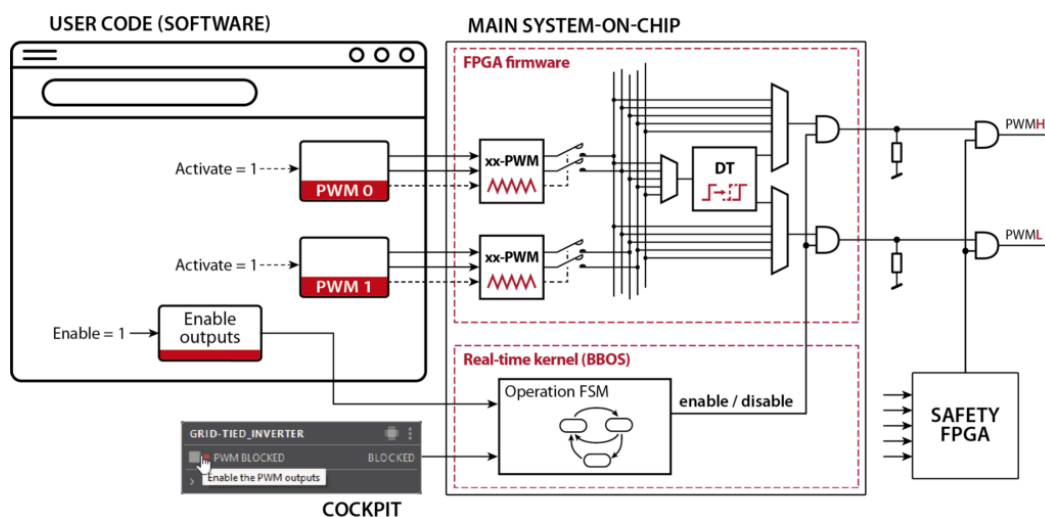 USER CODE (SOFTWARE)
MAIN SYSTEM-ON-CHIP
FPGA firmware
Activate = 1
PWM 0
xx-PWM
DT
PWMH
Activate = 1
PWM 1
xx-PWM
PWML
Enable = 1
Enable
outputs
Real-time kernel (BBOS)
Operation FSM
enable / disable
SAFETY
FPGA
GRID-TIED_INVERTER
PWM BLOCKED
BLOCKED
Enable the PWM outputs
COCKPIT